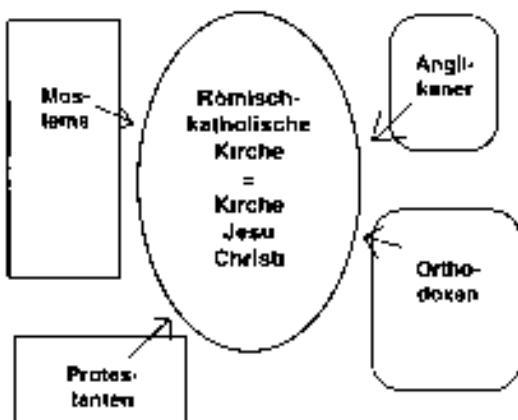 Mos-
lems
Römisch-
katholische
Kirche
=
Kirche
Jesu
Christi
Angli-
kaner
Ortho-
doxen
Protes-
tanten